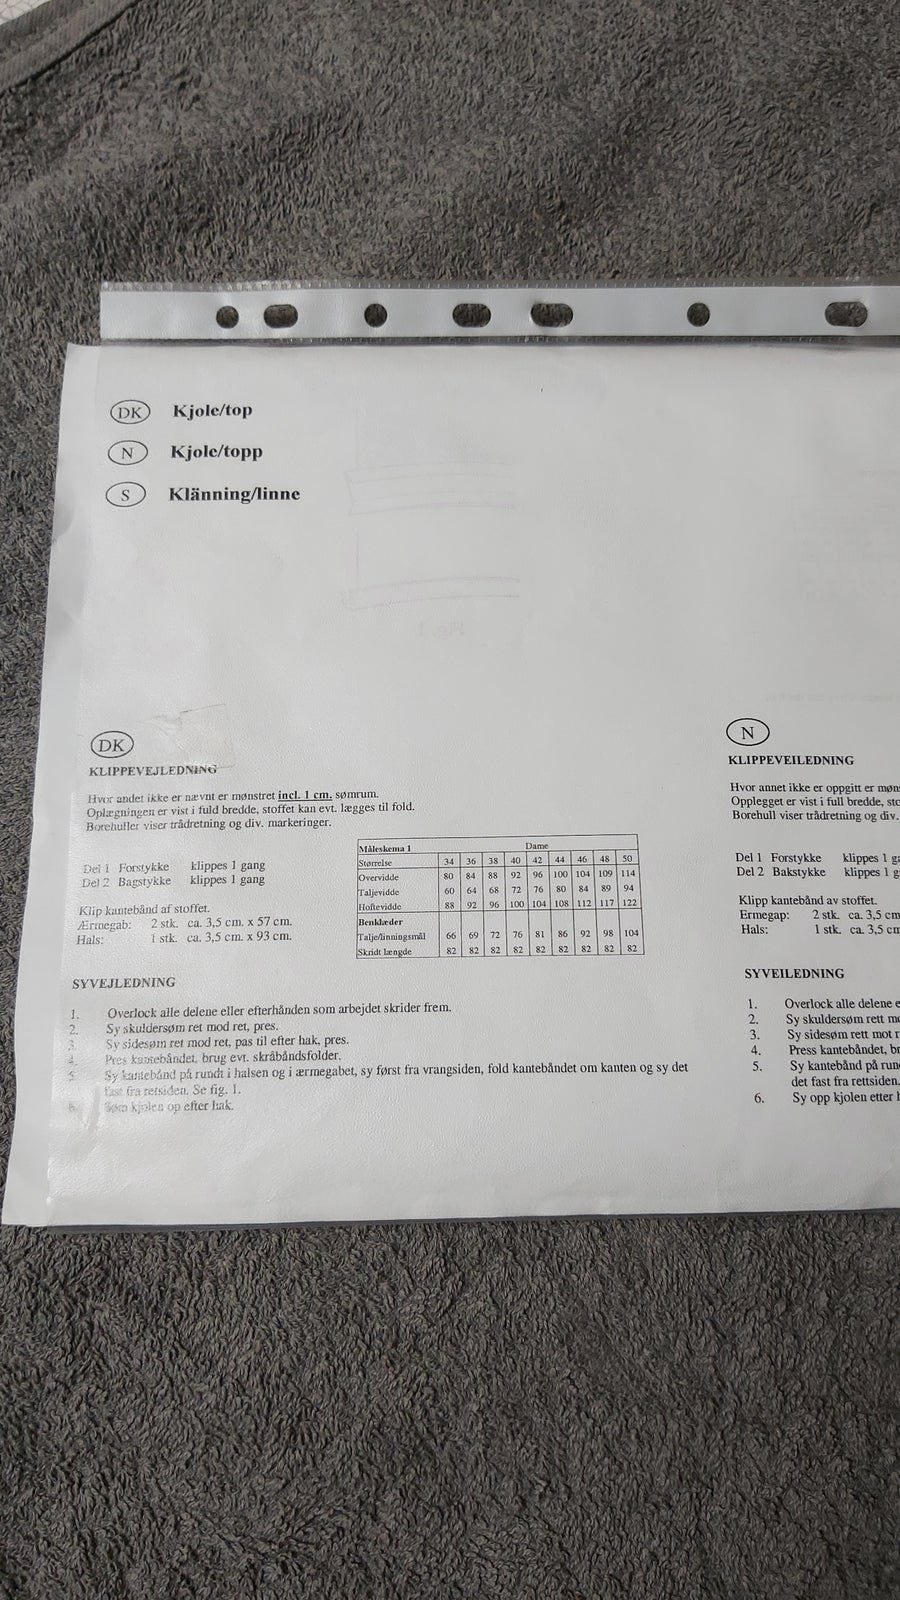 DK Kjole/top
N Kjole/topp
S Klänning/linne
DK
KLIPPEVEJLEDNING
Hvor andet ikke er nævnt er mønstret incl. 1 cm. sømrum.
Oplægningen er vist i fuld bredde, stoffet kan evt. lægges til fold.
Borehuller viser trådretning og div. markeringer.
Del 1 Forstykke klippes 1 gang
Del 2 Bagstykke klippes 1 gang
Klip kantebånd af stoffet.
Ærmegab: 2 stk. ca. 3,5 cm. x 57 cm.
Hals: 1 stk. ca. 3,5 cm. x 93 cm.
Måleskema 1 Dame
Størrelse 34 36 38 40 42 44 46 48 50
Overvidde 80 84 88 92 96 100 104 109 114
Taljevidde 60 64 68 72 76 80 84 89 94
Hoftevidde 88 92 96 100 104 108 112 117 122
Benklæder
Talje/linningsmål 66 69 72 76 81 86 92 98 104
Skridt længde 82 82 82 82 82 82 82 82 82
SYVEJLEDNING
1. Overlock alle delene eller efterhånden som arbejdet skrider frem.
2. Sy skuldersøm ret mod ret, pres.
3. Sy sidesøm ret mod ret, pas til efter hak, pres.
4. Pres kantebåndet, brug evt. skråbåndsfolder.
5. Sy kantebånd på rundt i halsen og i ærmegabet, sy først fra vrangsiden, fold kantebåndet om kanten og sy det
fast fra retsiden. Se fig. 1.
6. Søm kjolen op efter hak.
N
KLIPPEVEILEDNING
Hvor annet ikke er oppgitt er møns
Opplegget er vist i full bredde, sto
Borehull viser trådretning og div.
Del 1 Forstykke klippes 1 ga
Del 2 Bakstykke klippes 1 g
Klipp kantebånd av stoffet.
Ermegap: 2 stk. ca. 3,5 cm
Hals: 1 stk. ca. 3,5 cm
SYVEILEDNING
1. Overlock alle delene e
2. Sy skuldersøm rett mo
3. Sy sidesøm rett mot r
4. Press kantebåndet, br
5. Sy kantebånd på run
det fast fra rettsiden.
6. Sy opp kjolen etter h